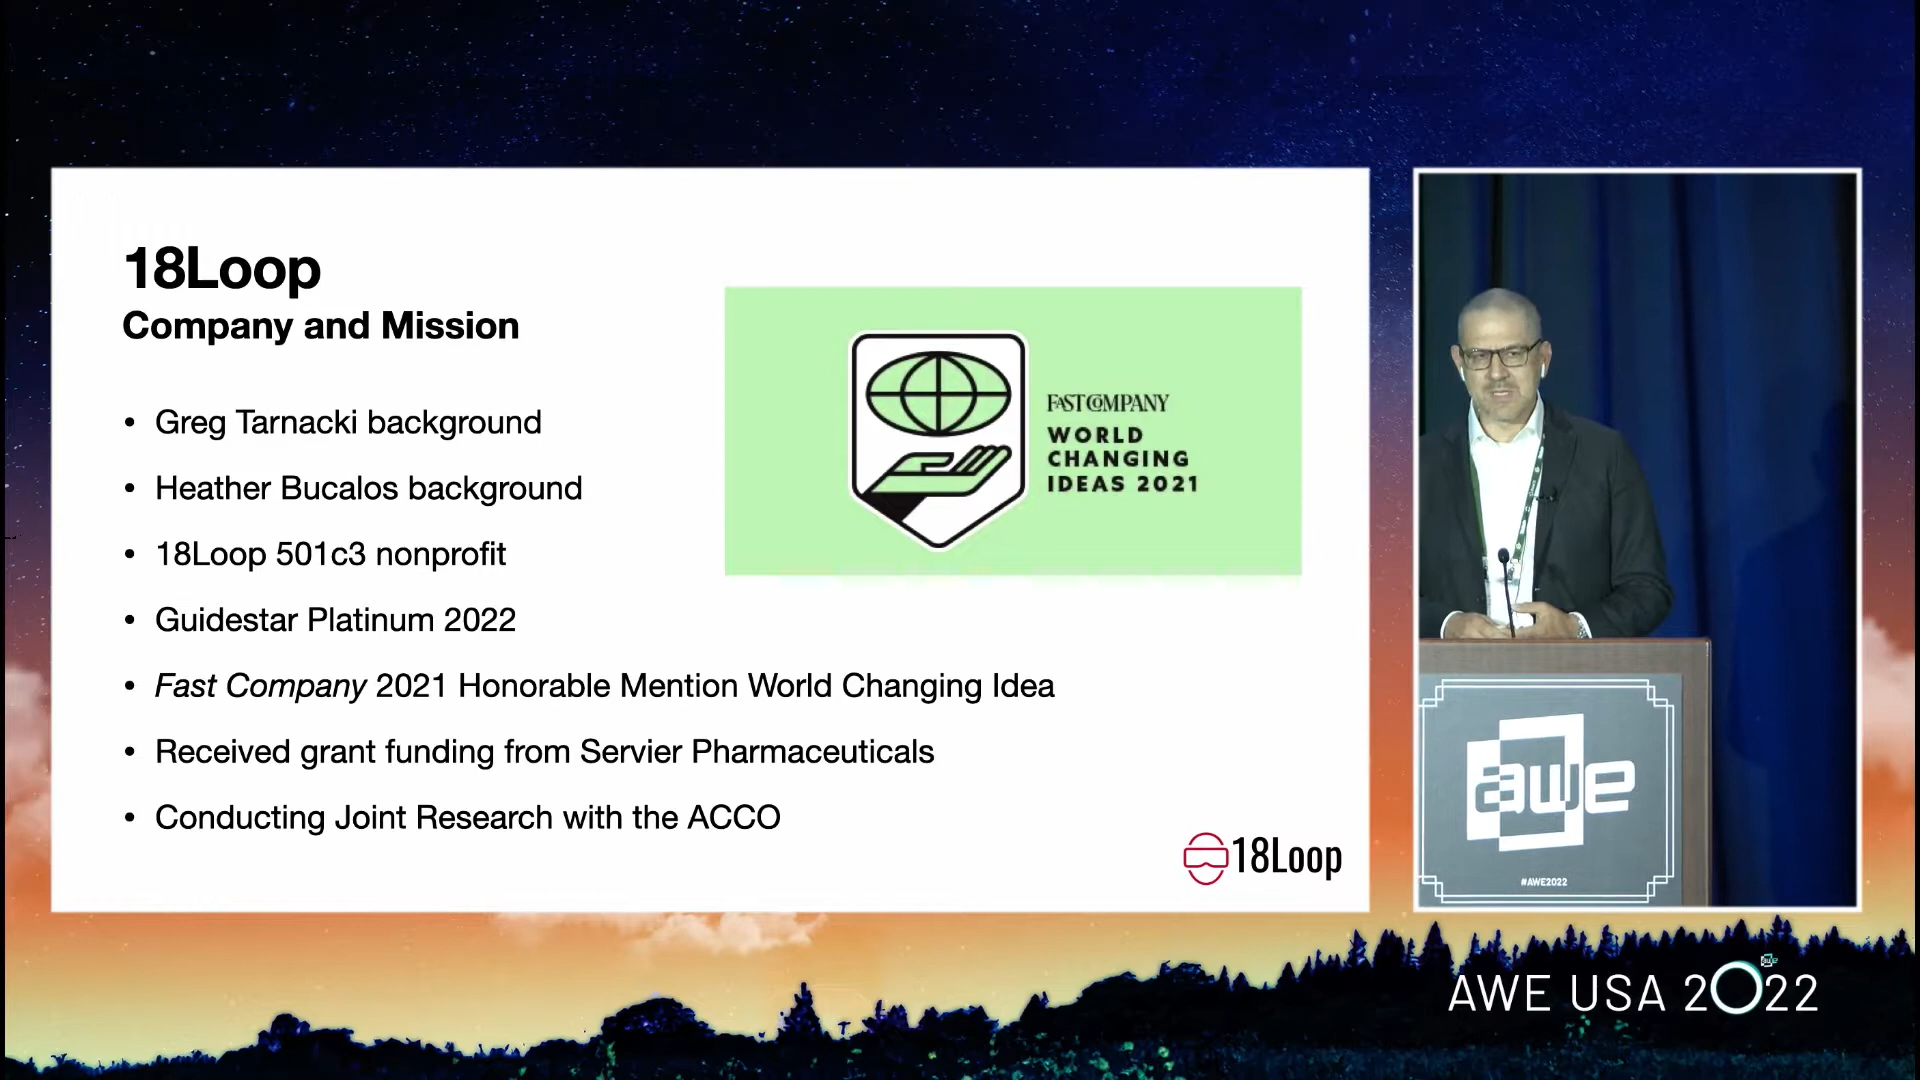 18Loop
Company and Mission
• Greg Tarnacki background
• Heather Bucalos background
• 18Loop 501c3 nonprofit
• Guidestar Platinum 2022
• Fast Company 2021 Honorable Mention World Changing Idea
• Received grant funding from Servier Pharmaceuticals
• Conducting Joint Research with the ACCO
FAST COMPANY
WORLD
CHANGING
IDEAS 2021
18Loop
awe
#AWE2022
AWE USA 2022